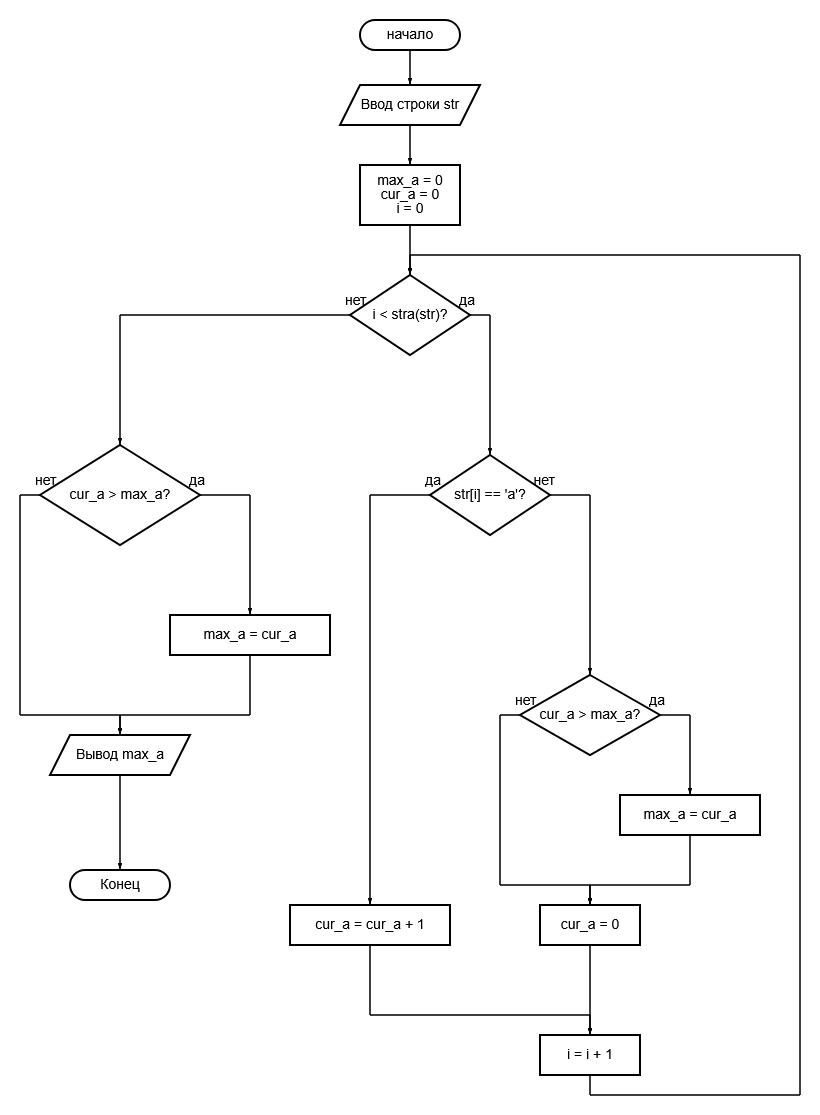 начало
Ввод строки str
max_a = 0
cur_a = 0
i = 0
нет
да
i < stra(str)?
нет
да
cur_a > max_a?
да
нет
str[i] == 'a'?
max_a = cur_a
нет
да
cur_a > max_a?
Вывод max_a
max_a = cur_a
Конец
cur_a = cur_a + 1
cur_a = 0
i = i + 1